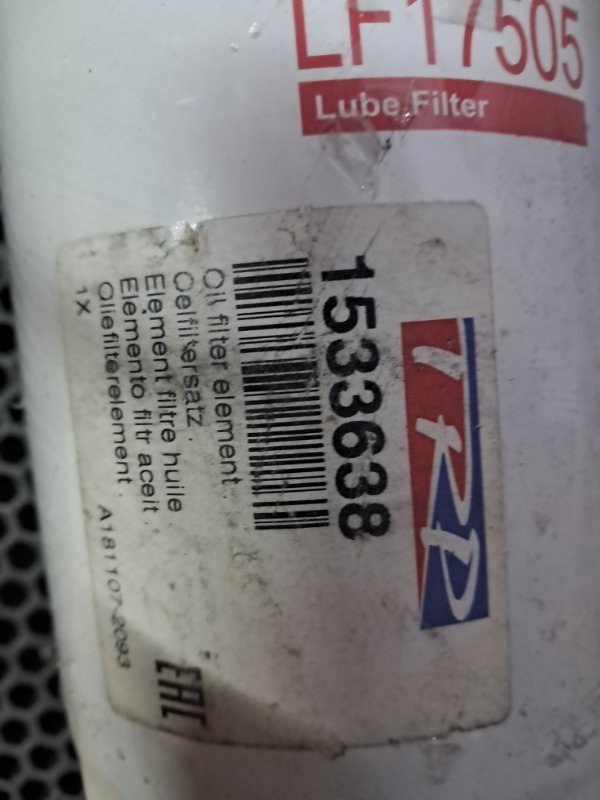 LF17505
Lube Filter
TRP
1533638
Oil filter element.
Oelfiltersatz.
Element filtre huile
Elemento filtr aceit.
Oliefilterelement.
1X
A181107-2093
EAC